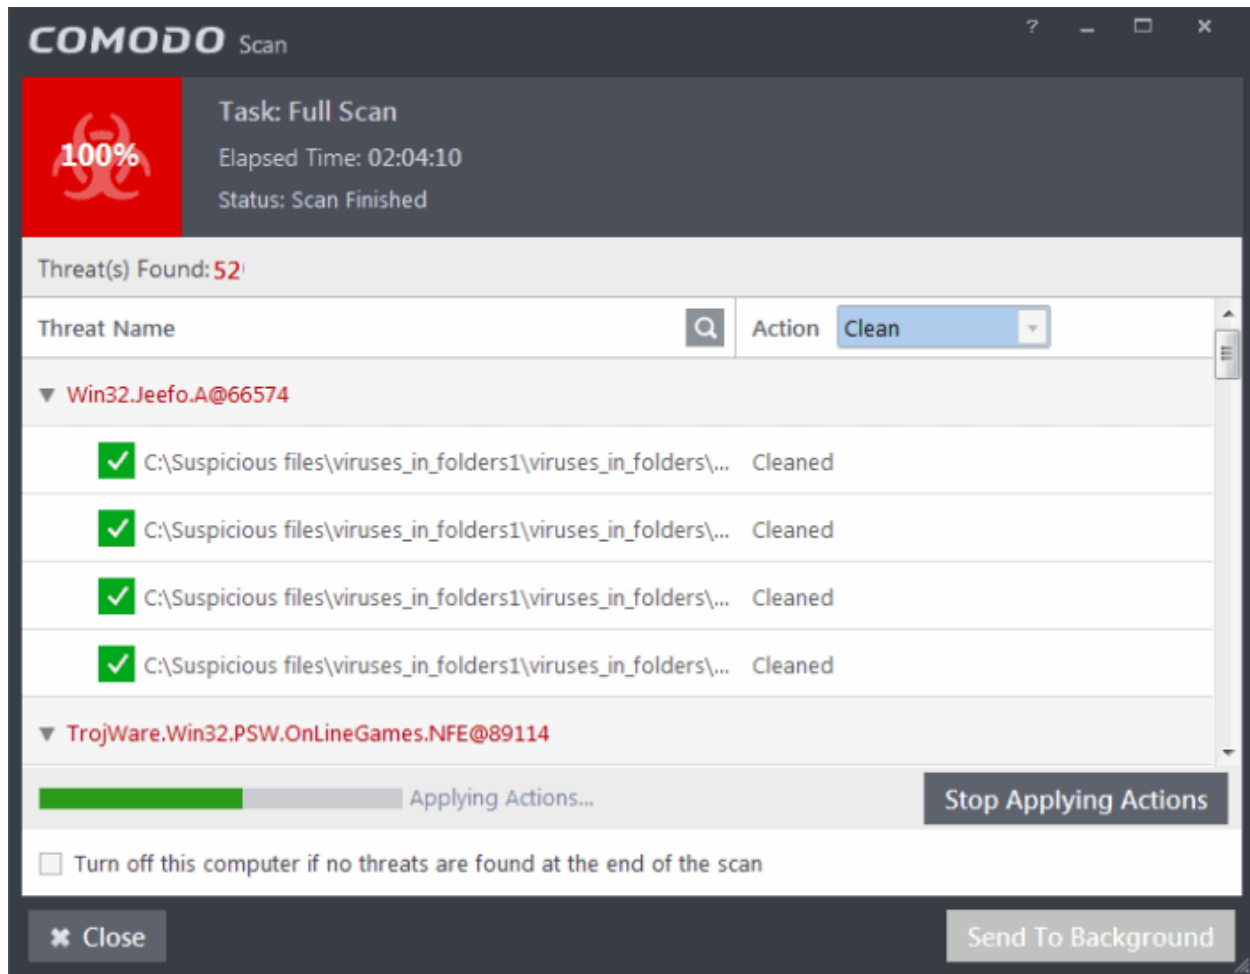 COMODO Scan
100%
Task: Full Scan
Elapsed Time: 02:04:10
Status: Scan Finished
Threat(s) Found: 52
Threat Name
Action Clean
Win32.Jeefo.A@66574
C:\Suspicious files\viruses_in_folders1\viruses_in_folders\... Cleaned
C:\Suspicious files\viruses_in_folders1\viruses_in_folders\... Cleaned
C:\Suspicious files\viruses_in_folders1\viruses_in_folders\... Cleaned
C:\Suspicious files\viruses_in_folders1\viruses_in_folders\... Cleaned
TrojWare.Win32.PSW.OnLineGames.NFE@89114
Applying Actions... Stop Applying Actions
Turn off this computer if no threats are found at the end of the scan
Close Send To Background